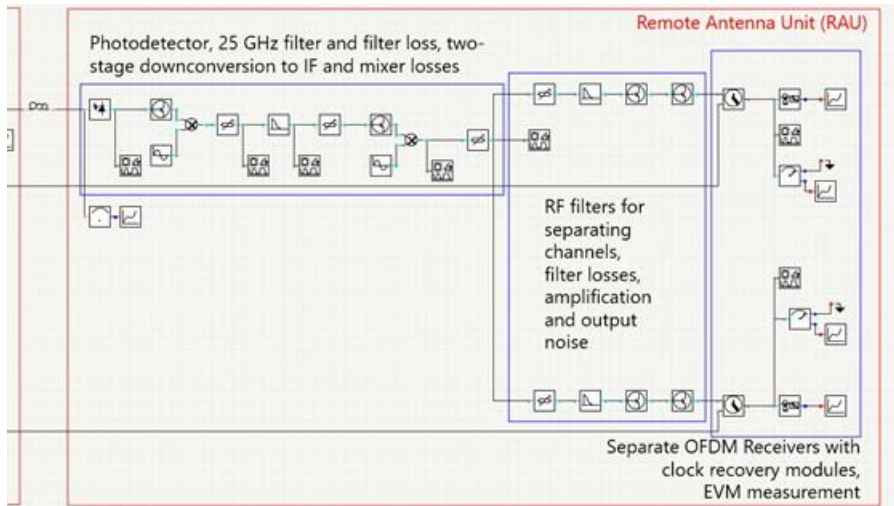 Remote Antenna Unit (RAU)
Photodetector, 25 GHz filter and filter loss, two-
stage downconversion to IF and mixer losses
RF filters for
separating
channels,
filter losses,
amplification
and output
noise
Separate OFDM Receivers with
clock recovery modules,
EVM measurement